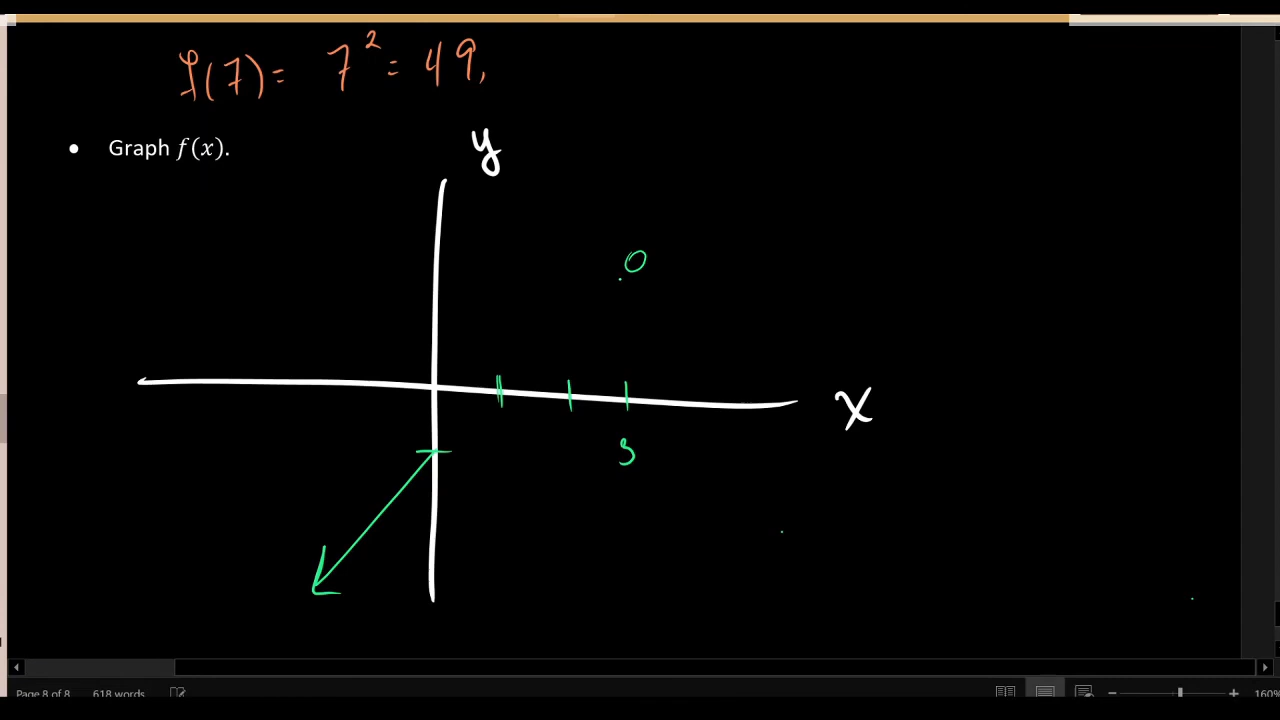 f(7) = 7² = 49,
• Graph f(x).
y
x
3
Page 8 of 8 618 words 160%